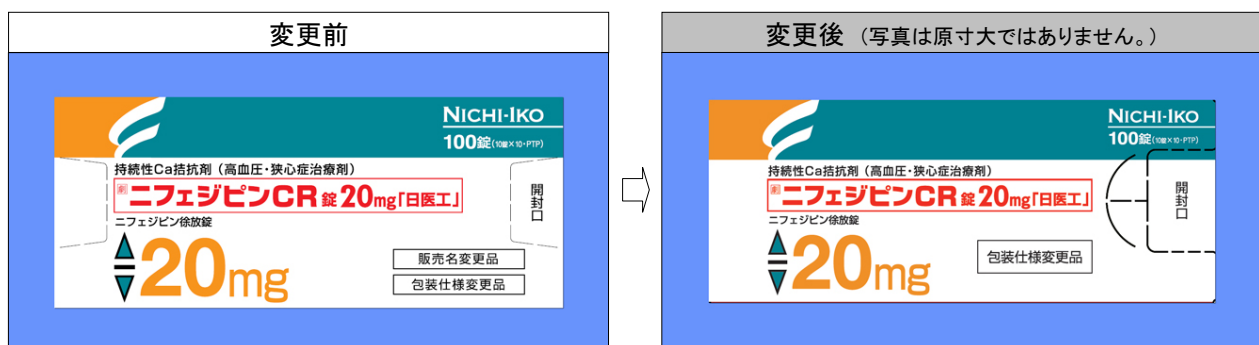 変更前
NICHI-IKO
100錠(10錠×10・PTP)
持続性Ca拮抗剤(高血圧・狭心症治療剤)
劇 ニフェジピンCR錠20mg「日医工」
ニフェジピン徐放錠
開封口
20mg
販売名変更品
包装仕様変更品
変更後 (写真は原寸大ではありません。)
NICHI-IKO
100錠(10錠×10・PTP)
持続性Ca拮抗剤(高血圧・狭心症治療剤)
劇 ニフェジピンCR錠20mg「日医工」
ニフェジピン徐放錠
開封口
20mg
包装仕様変更品